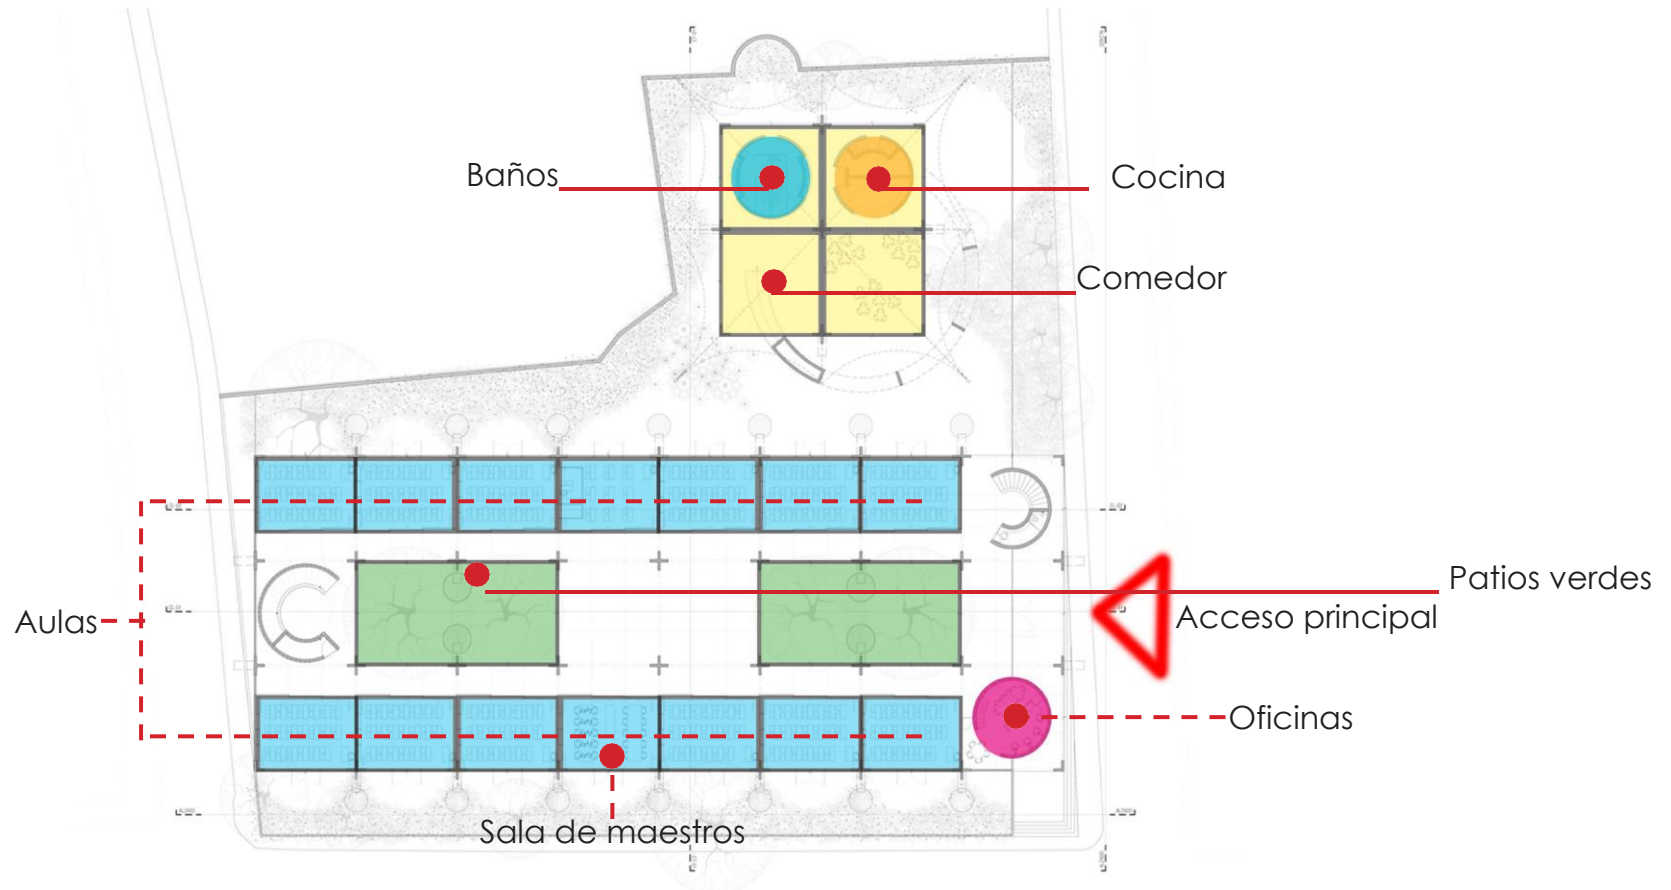 Baños
Cocina
Comedor
Patios verdes
Acceso principal
Aulas
Oficinas
Sala de maestros